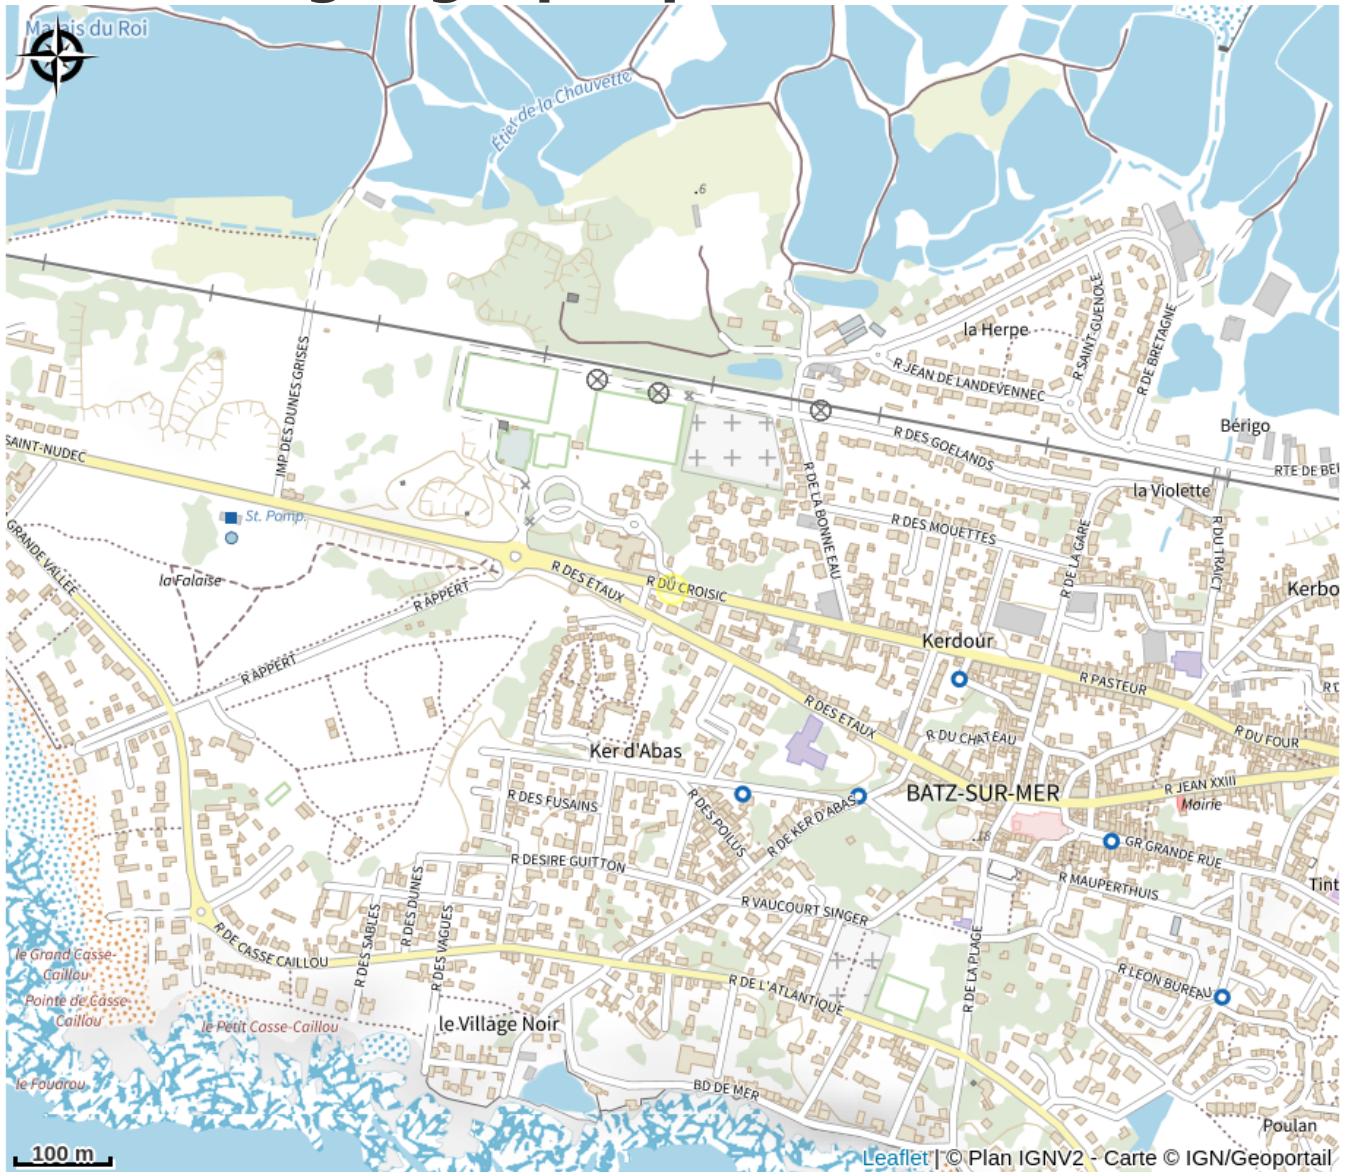 Marais du Roi
Étier de la Chauvette
.6
la Herpe
R SAINT-GUENOLE
R DE BRETAGNE
R JEAN DE LANDEVENNEC
IMP DES DUNES GRISES
Bérigo
R DES GOELANDS
SAINT-NUDEC
RTE DE BER
la Violette
R DE LA BONNE EAU
St. Pomp.
R DES MOUETTES
R DE LA GARE
R DU TRAICT
GRANDE VALLEE
la Falaise
R APPERT
R DES ETAUX
R DU CROISIC
Kerbo
Kerdour
R APPERT
R PASTEUR
R DES ETAUX
R DU CHATEAU
R DU FOUR
Ker d'Abas
R DES FUSAINS
R DES POILUS
R DE KER D'ABAS
BATZ-SUR-MER
R JEAN XXIII
Mairie
18
GR GRANDE RUE
R DESIRE GUITTON
R MAUPERTHUIS
Tint
R DES DUNES
R DES SABLES
R DES VAGUES
R VAUCOURT SINGER
R DE CASSE CAILLOU
R DE LA PLAGE
le Grand Casse-
Caillou
R LEON BUREAU
R DE L'ATLANTIQUE
Pointe de Casse
Caillou
le Petit Casse-Caillou
le Village Noir
le Fouarou
BD DE MER
Poulan
100 m
Leaflet | © Plan IGNV2 - Carte © IGN/Geoportail